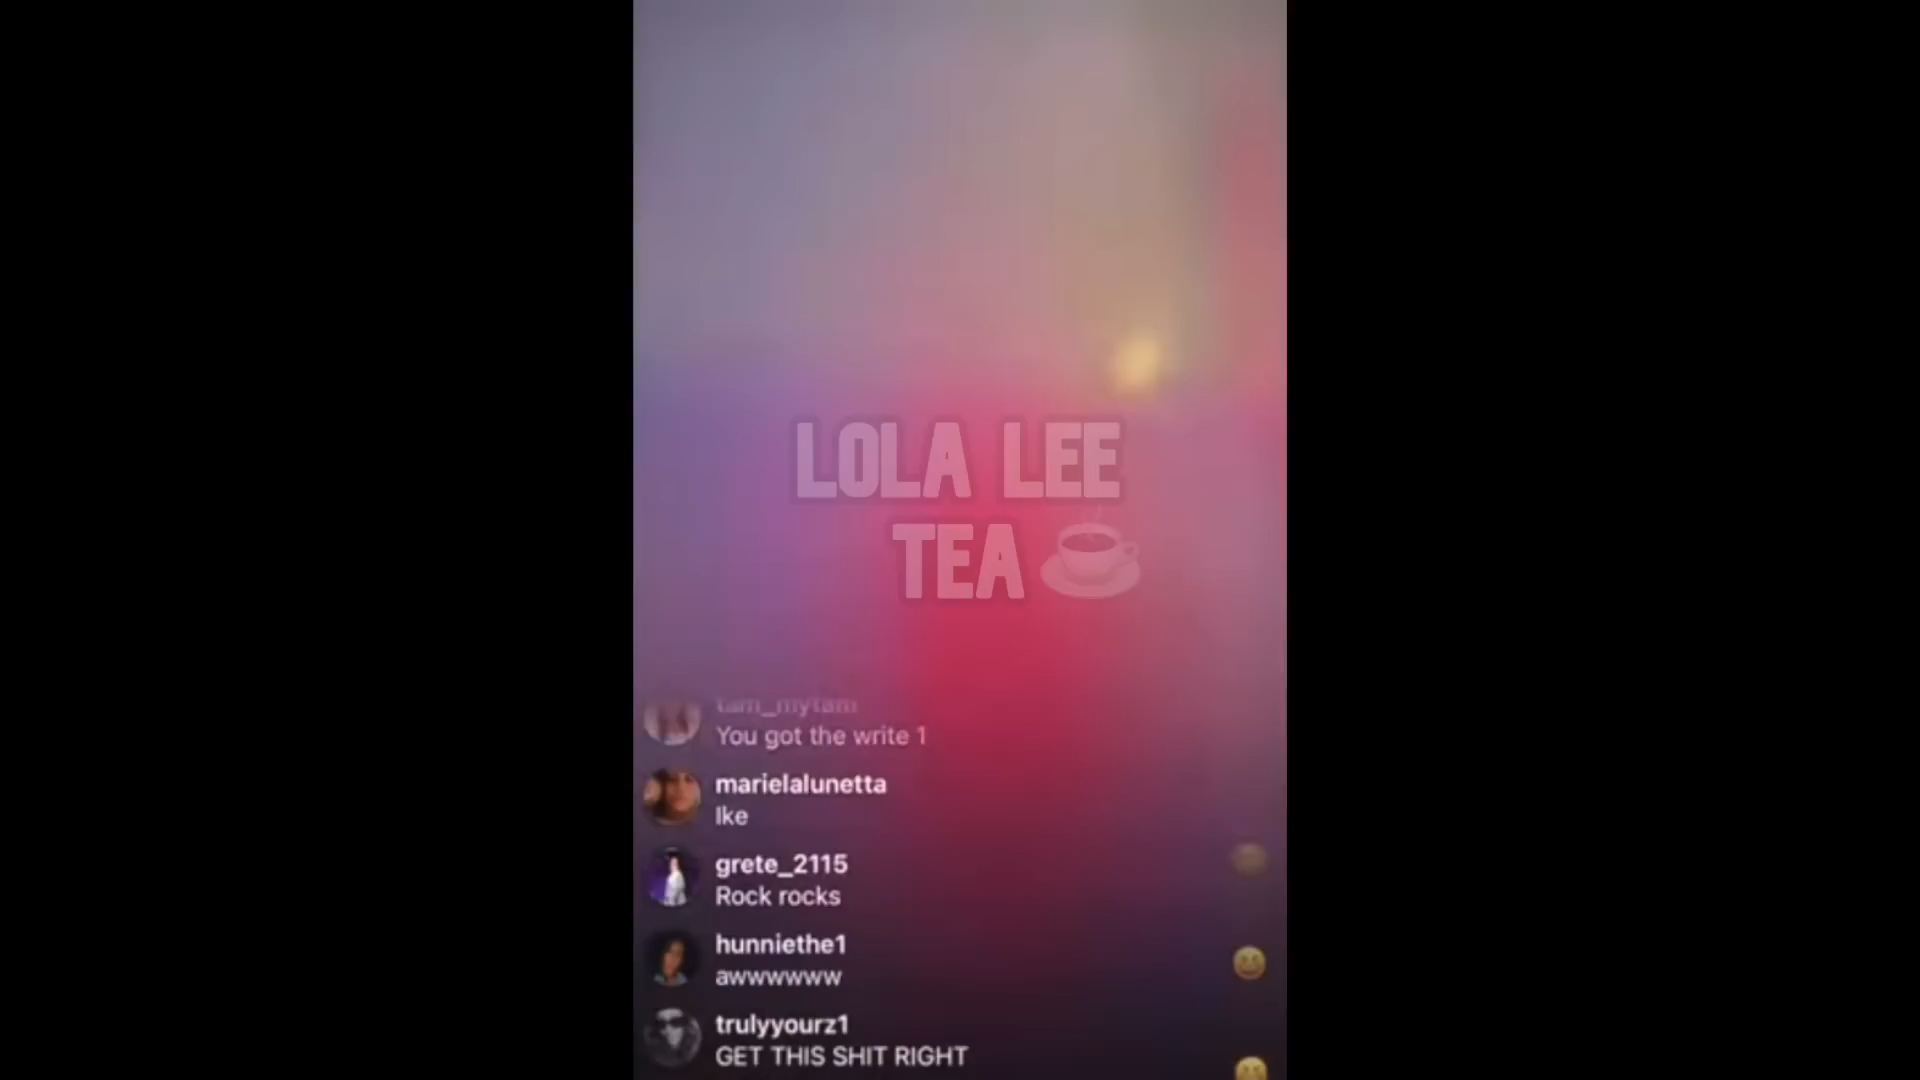 LOLA LEE
TEA
tam_mytam
You got the write 1
marielalunetta
Ike
grete_2115
Rock rocks
hunniethe1
awwwwww
trulyyourz1
GET THIS SHIT RIGHT